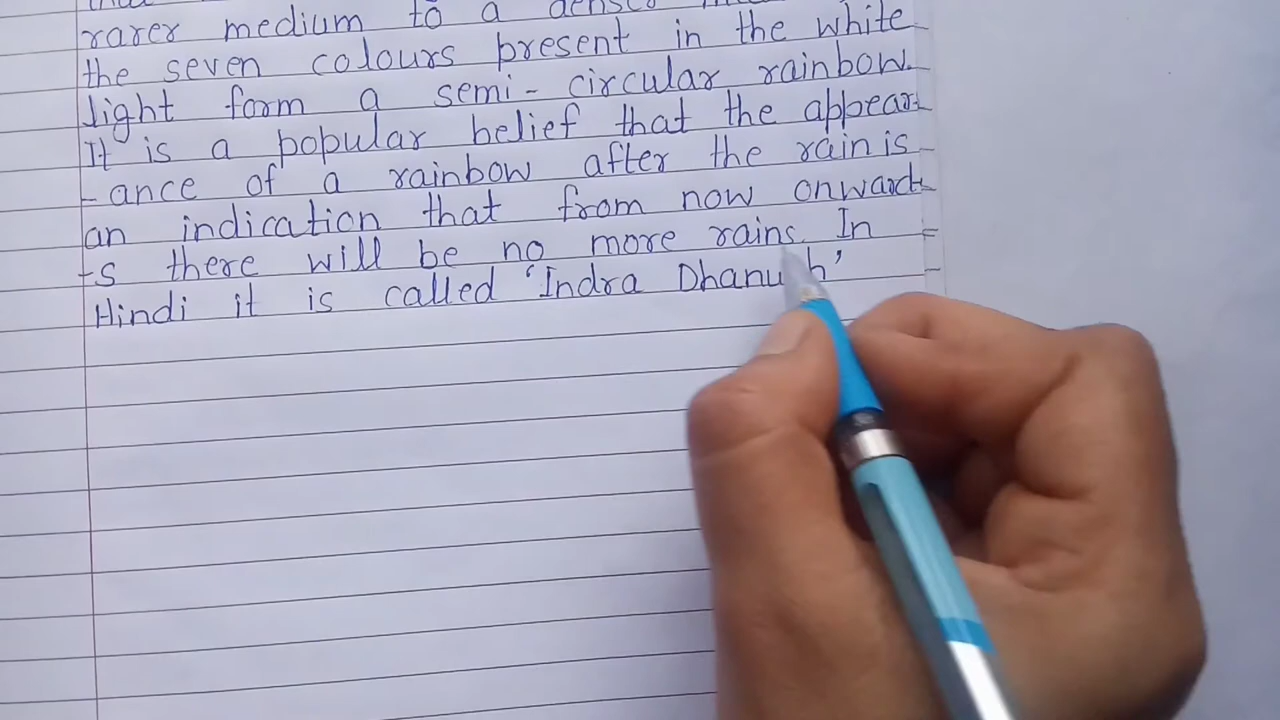 rarer medium to a
the seven colours present in the white
light form a semi- circular rainbow.
It is a popular belief that the appear-
-ance of a rainbow after the rain is
an indication that from now onward-
-s there will be no more rains. In
Hindi it is called 'Indra Dhanush'